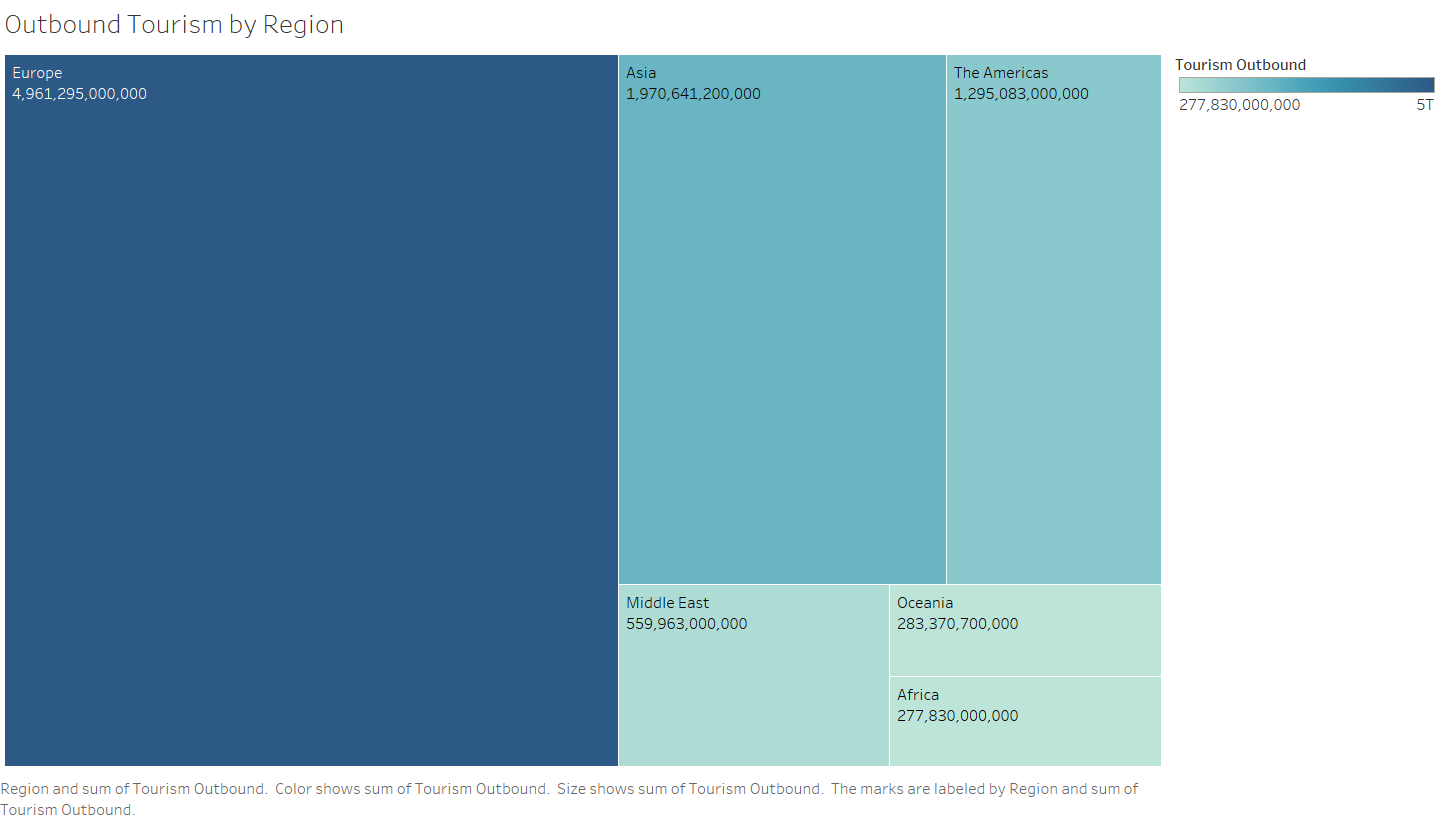 Outbound Tourism by Region
Europe
4,961,295,000,000
Asia
1,970,641,200,000
The Americas
1,295,083,000,000
Middle East
559,963,000,000
Oceania
283,370,700,000
Africa
277,830,000,000
Tourism Outbound
277,830,000,000 5T
Region and sum of Tourism Outbound.  Color shows sum of Tourism Outbound.  Size shows sum of Tourism Outbound.  The marks are labeled by Region and sum of
Tourism Outbound.